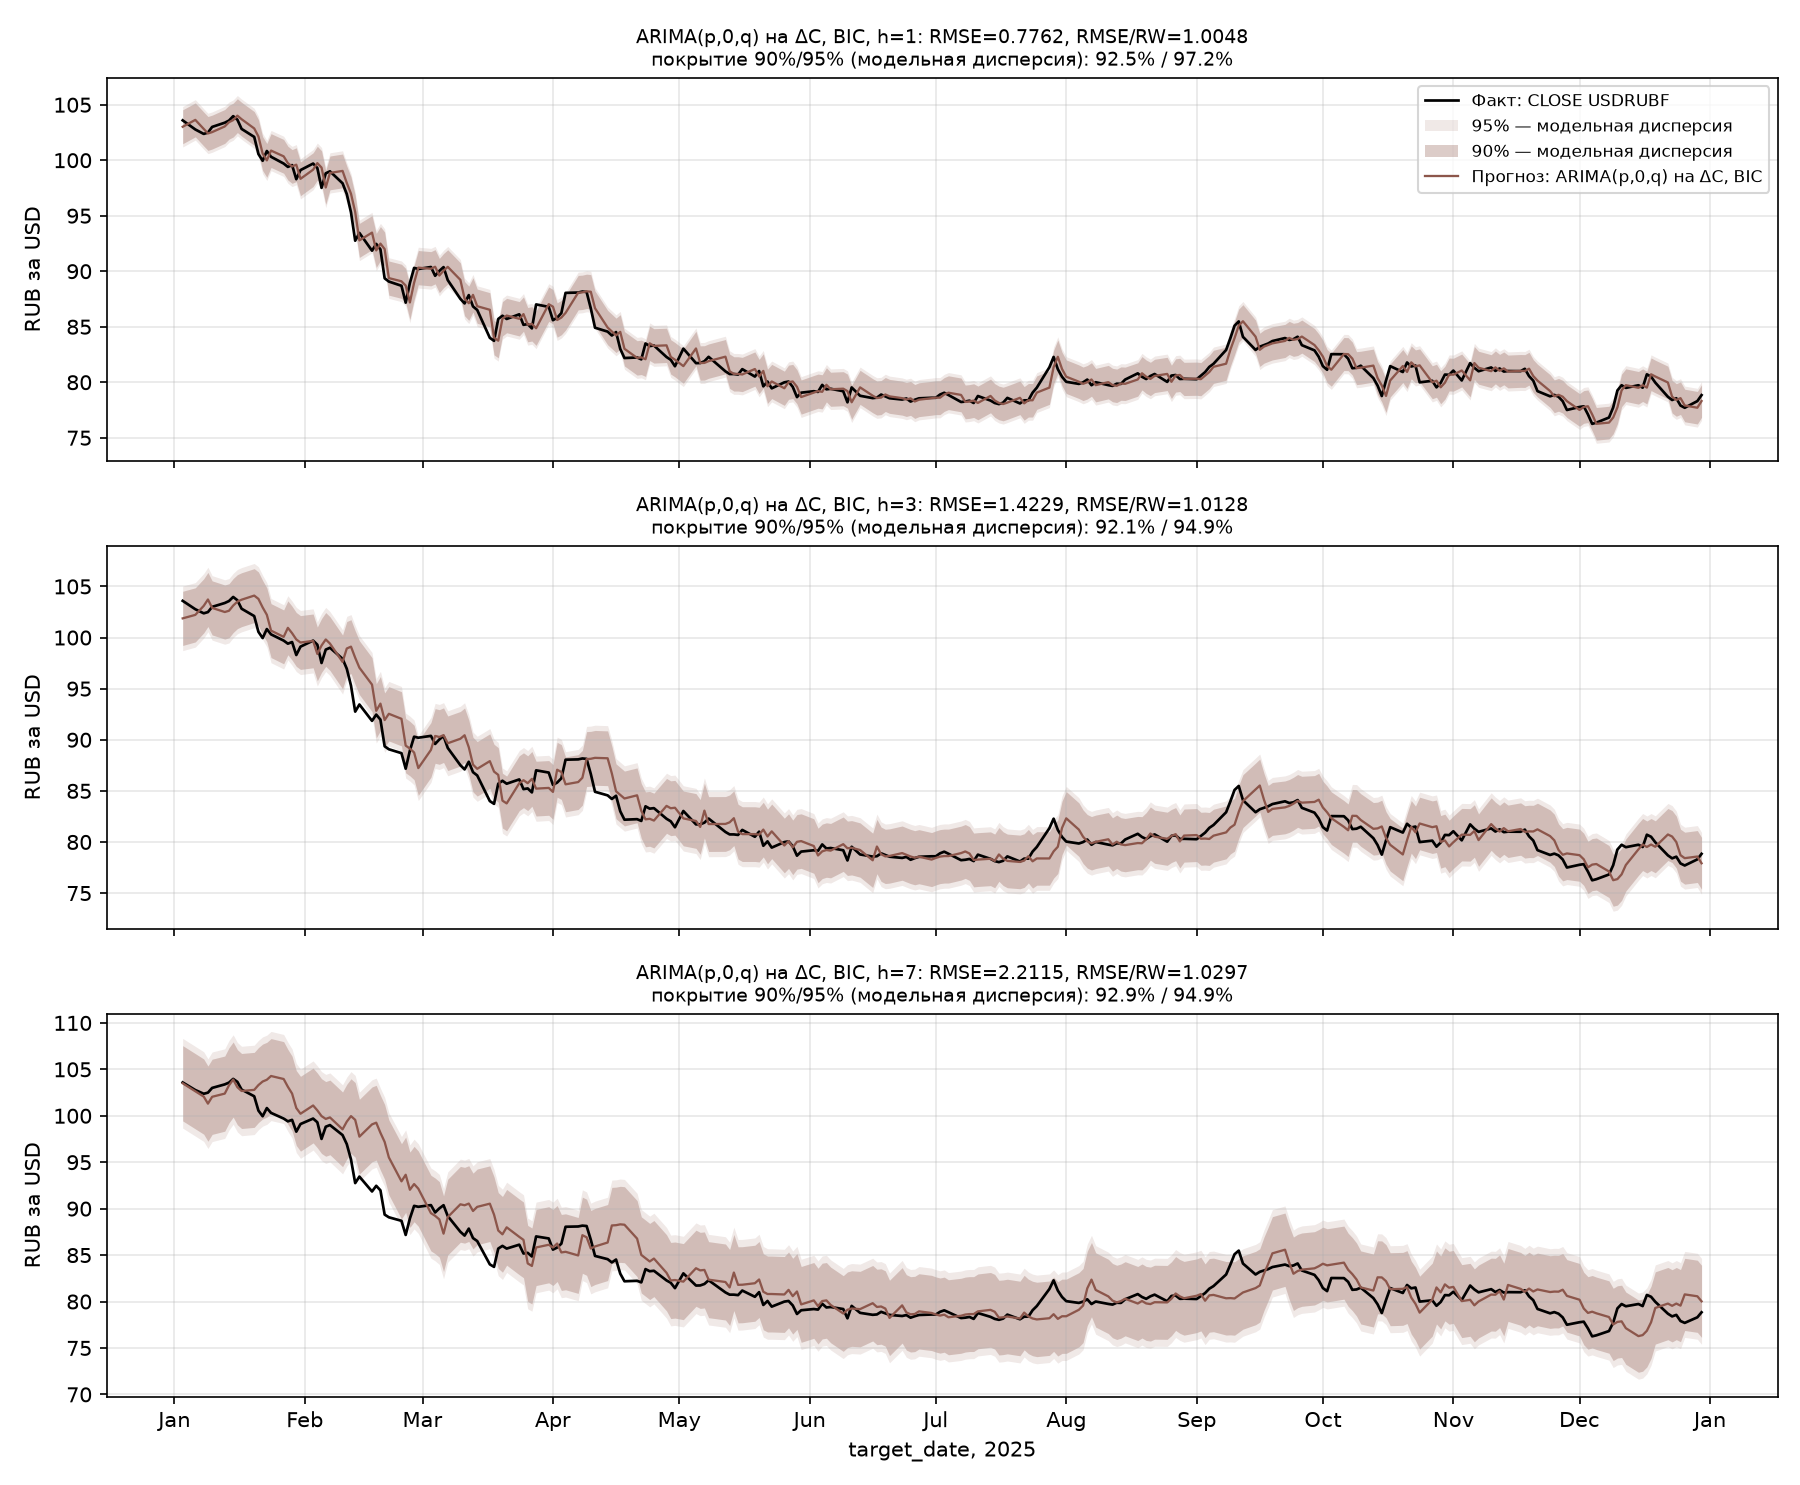 ARIMA(p,0,q) на ΔC, BIC, h=1: RMSE=0.7762, RMSE/RW=1.0048
покрытие 90%/95% (модельная дисперсия): 92.5% / 97.2%
RUB за USD
105
100
95
90
85
80
75
Факт: CLOSE USDRUBF
95% — модельная дисперсия
90% — модельная дисперсия
Прогноз: ARIMA(p,0,q) на ΔC, BIC
ARIMA(p,0,q) на ΔC, BIC, h=3: RMSE=1.4229, RMSE/RW=1.0128
покрытие 90%/95% (модельная дисперсия): 92.1% / 94.9%
RUB за USD
105
100
95
90
85
80
75
ARIMA(p,0,q) на ΔC, BIC, h=7: RMSE=2.2115, RMSE/RW=1.0297
покрытие 90%/95% (модельная дисперсия): 92.9% / 94.9%
RUB за USD
110
105
100
95
90
85
80
75
70
Jan Feb Mar Apr May Jun Jul Aug Sep Oct Nov Dec Jan
target_date, 2025